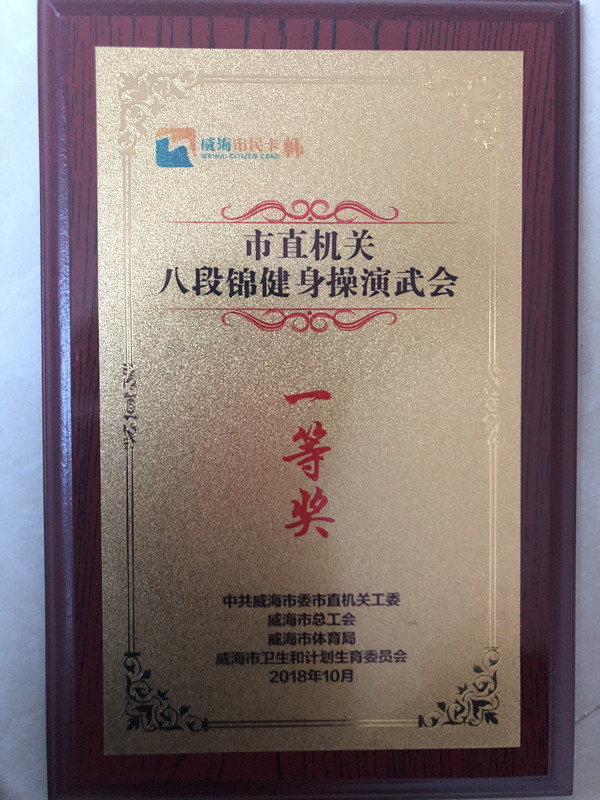 威海市民卡杯
WEIHAI CITIZEN CARD
市直机关
八段锦健身操演武会
一等奖
中共威海市委市直机关工委
威海市总工会
威海市体育局
威海市卫生和计划生育委员会
2018年10月